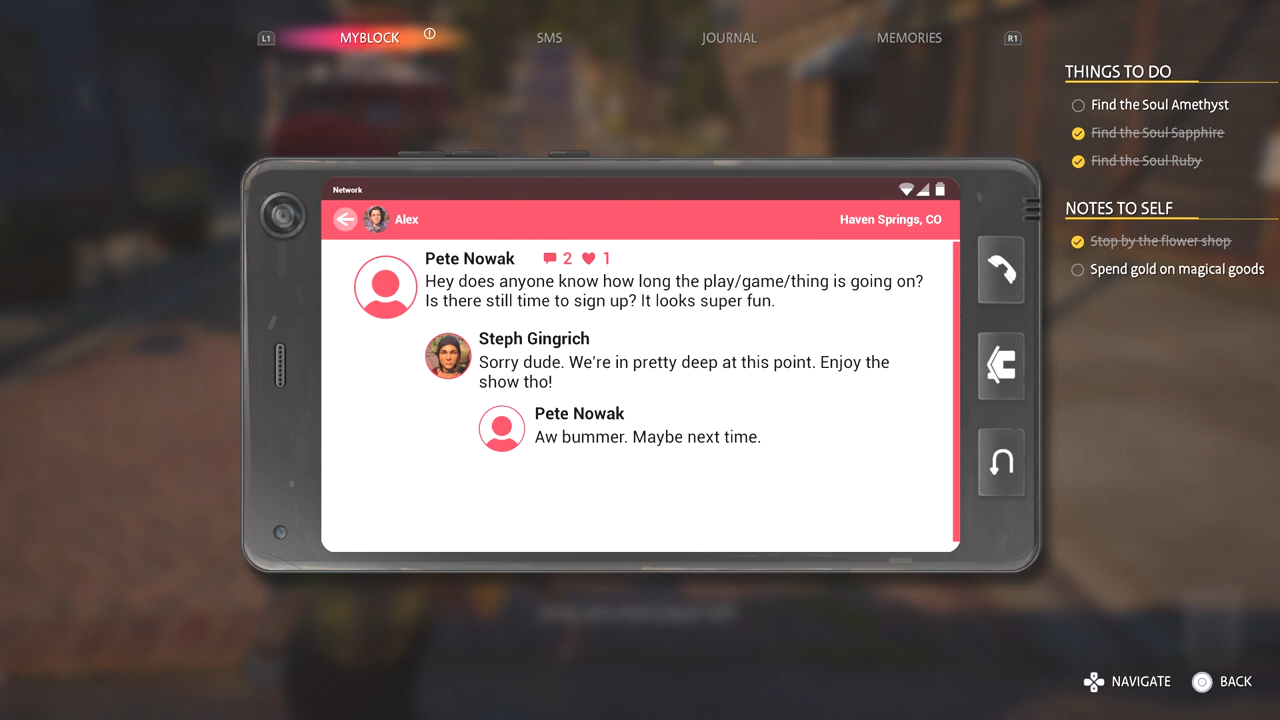 L1
MYBLOCK
SMS
JOURNAL
MEMORIES
R1
THINGS TO DO
Find the Soul Amethyst
Find the Soul Sapphire
Find the Soul Ruby
NOTES TO SELF
Stop by the flower shop
Spend gold on magical goods
Network
Alex
Haven Springs, CO
Pete Nowak 2 1
Hey does anyone know how long the play/game/thing is going on?
Is there still time to sign up? It looks super fun.
Steph Gingrich
Sorry dude. We're in pretty deep at this point. Enjoy the
show tho!
Pete Nowak
Aw bummer. Maybe next time.
NAVIGATE
BACK